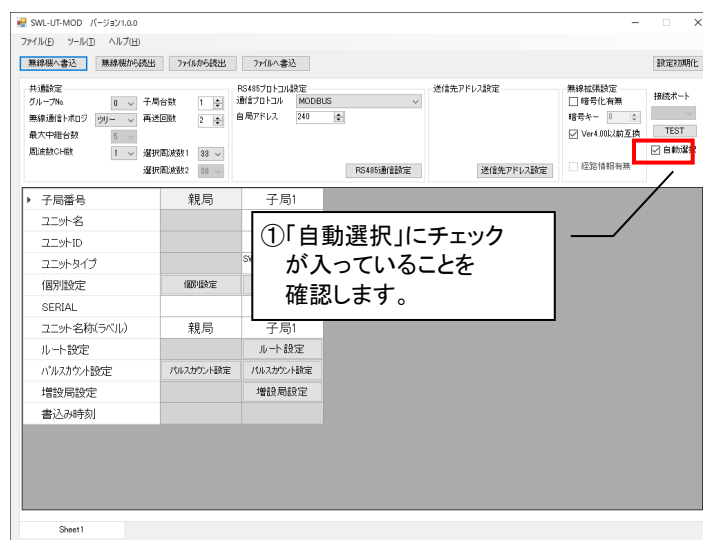 SWL-UT-MOD バージョン1.0.0
ファイル(F) ツール(T) ヘルプ(H)
無線機へ書込 無線機から読出 ファイルから読出 ファイルへ書込 設定初期化
共通設定 RS485プロトコル設定 送信先アドレス設定 無線拡張設定
グループNo. 0 子局台数 1 通信プロトコル MODBUS 暗号化有無 接続ポート
無線通信トポロジ ツリー 再送回数 2 自局アドレス 240 暗号キー 0
最大中継台数 5 Ver4.00以前互換 TEST
周波数CH数 1 選択周波数1 33 自動選択
選択周波数2 38 RS485通信設定 送信先アドレス設定 経路情報有無
子局番号 親局 子局1
ユニット名
ユニットID
ユニットタイプ
個別設定 個別設定
SERIAL
ユニット名称(ラベル) 親局 子局1
ルート設定 ルート設定
パルスカウント設定 パルスカウント設定 パルスカウント設定
増設局設定 増設局設定
書込み時刻
①「自動選択」にチェック
が入っていることを
確認します。
Sheet1